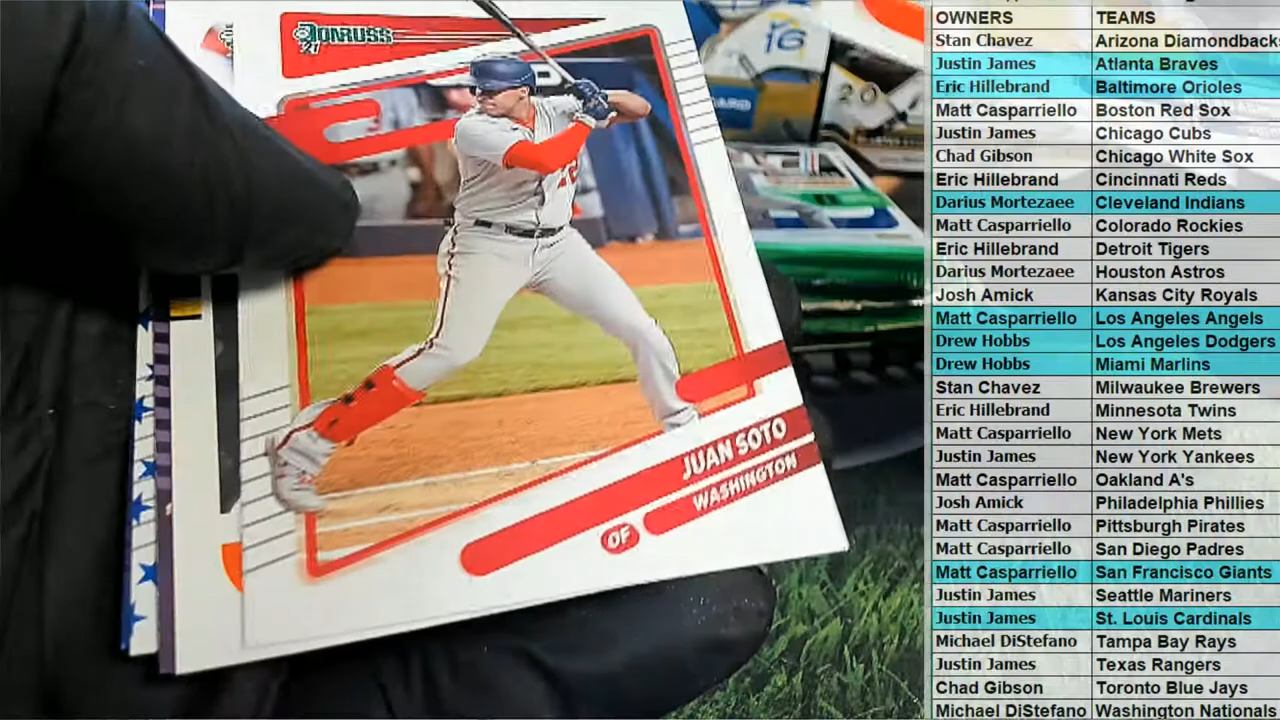 DONRUSS
'21
JUAN SOTO
WASHINGTON
OF
16
20
OWNERS TEAMS
Stan Chavez Arizona Diamondbacks
Justin James Atlanta Braves
Eric Hillebrand Baltimore Orioles
Matt Casparriello Boston Red Sox
Justin James Chicago Cubs
Chad Gibson Chicago White Sox
Eric Hillebrand Cincinnati Reds
Darius Mortezaee Cleveland Indians
Matt Casparriello Colorado Rockies
Eric Hillebrand Detroit Tigers
Darius Mortezaee Houston Astros
Josh Amick Kansas City Royals
Matt Casparriello Los Angeles Angels
Drew Hobbs Los Angeles Dodgers
Drew Hobbs Miami Marlins
Stan Chavez Milwaukee Brewers
Eric Hillebrand Minnesota Twins
Matt Casparriello New York Mets
Justin James New York Yankees
Matt Casparriello Oakland A's
Josh Amick Philadelphia Phillies
Matt Casparriello Pittsburgh Pirates
Matt Casparriello San Diego Padres
Matt Casparriello San Francisco Giants
Justin James Seattle Mariners
Justin James St. Louis Cardinals
Michael DiStefano Tampa Bay Rays
Justin James Texas Rangers
Chad Gibson Toronto Blue Jays
Michael DiStefano Washington Nationals